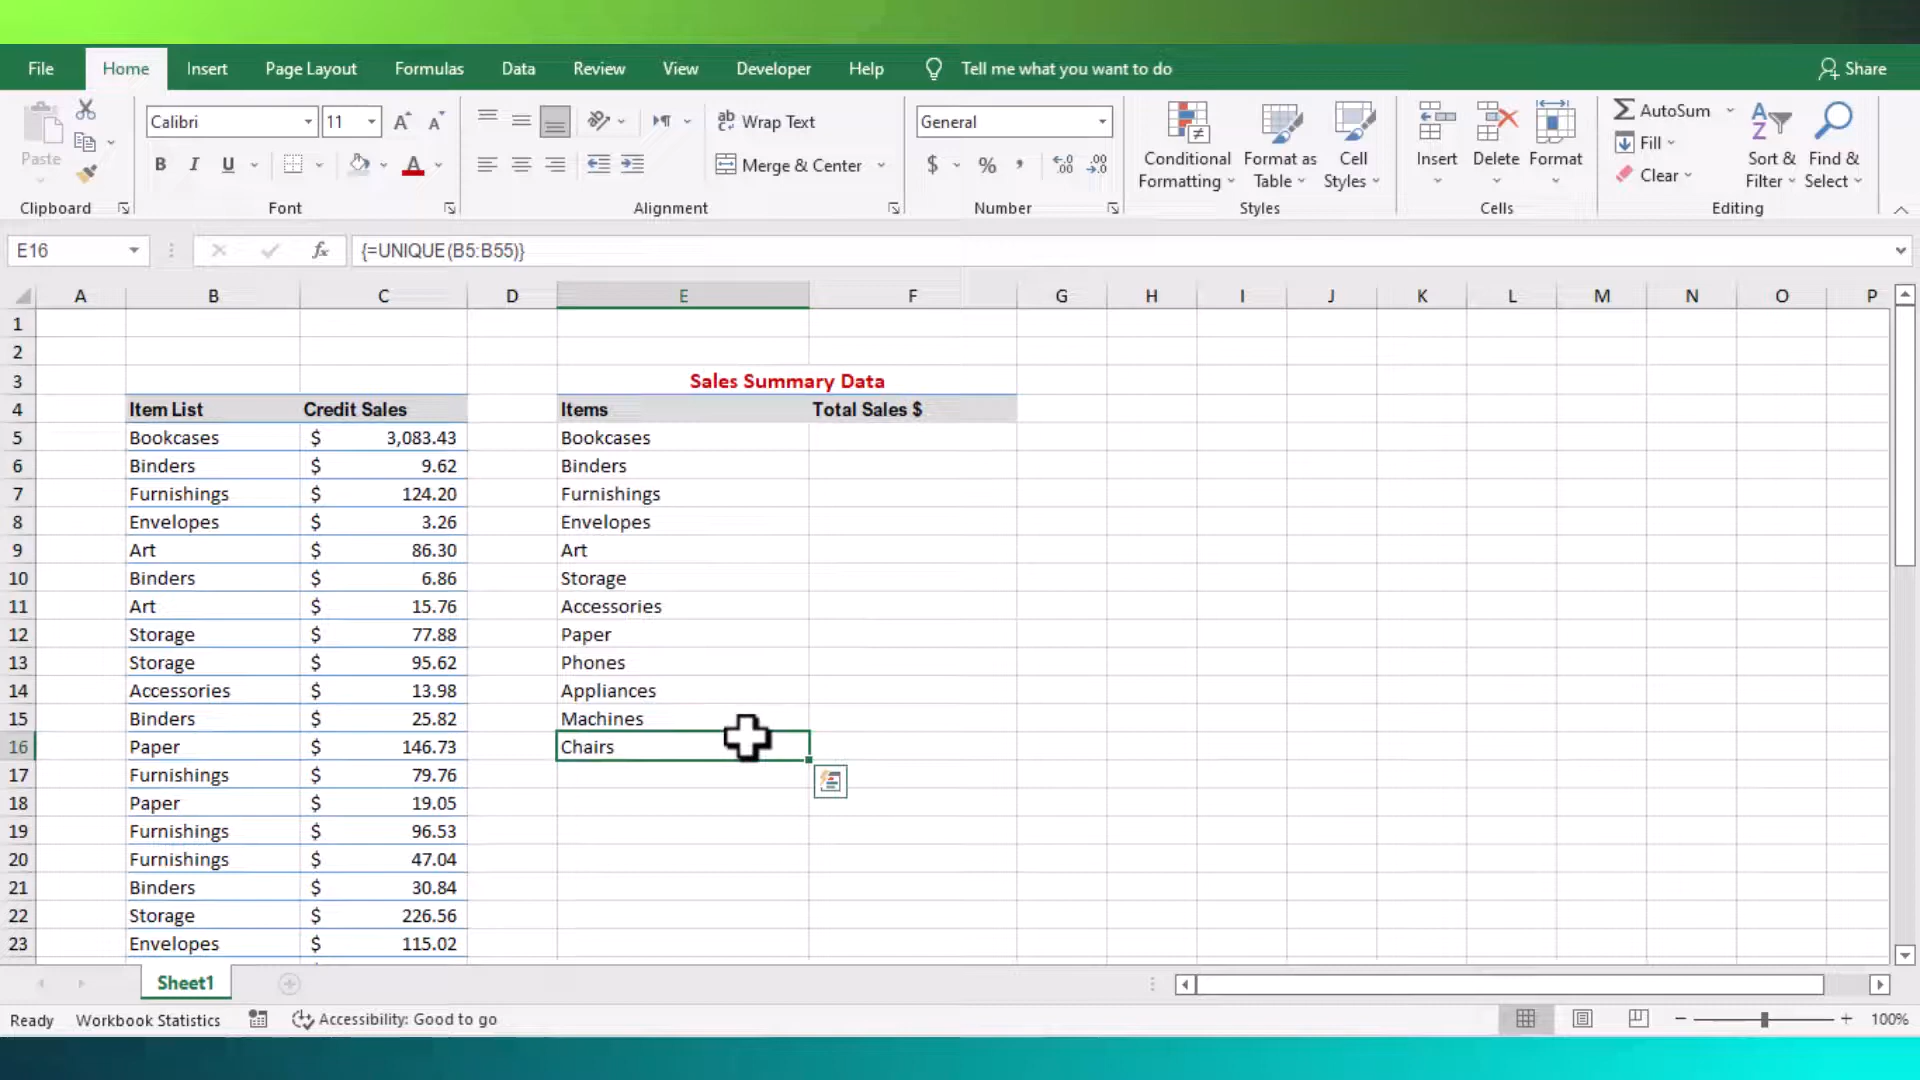 File Home Insert Page Layout Formulas Data Review View Developer Help Tell me what you want to do Share
Paste Calibri 11 Wrap Text General Conditional Formatting Format as Table Cell Styles Insert Delete Format AutoSum Fill Clear Sort & Filter Find & Select
B I U A Merge & Center $ % ,
Clipboard Font Alignment Number Styles Cells Editing
E16 fx {=UNIQUE(B5:B55)}
A B C D E F G H I J K L M N O P
1
2
3 Sales Summary Data
4 Item List Credit Sales Items Total Sales $
5 Bookcases $ 3,083.43 Bookcases
6 Binders $ 9.62 Binders
7 Furnishings $ 124.20 Furnishings
8 Envelopes $ 3.26 Envelopes
9 Art $ 86.30 Art
10 Binders $ 6.86 Storage
11 Art $ 15.76 Accessories
12 Storage $ 77.88 Paper
13 Storage $ 95.62 Phones
14 Accessories $ 13.98 Appliances
15 Binders $ 25.82 Machines
16 Paper $ 146.73 Chairs
17 Furnishings $ 79.76
18 Paper $ 19.05
19 Furnishings $ 96.53
20 Furnishings $ 47.04
21 Binders $ 30.84
22 Storage $ 226.56
23 Envelopes $ 115.02
Sheet1
Ready Workbook Statistics Accessibility: Good to go 100%